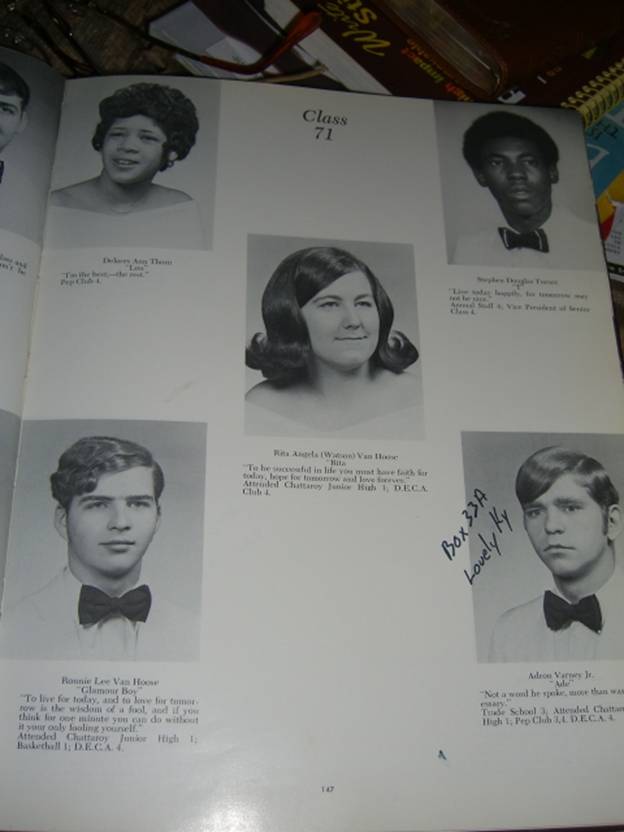 High Impact
White
Class
71
Delores Ann Thom
"I'm the best,—the rest."
Pep Club 4.
Stephen Douglas Turner
"Live today, happily, for tomorrow may
not be nice."
Annual Staff 4; Vice President of Senior
Class 4.
Rita Angela (Watson) Van Hoose
"Rita
"To be successful in life you must have faith for
today, hope for tomorrow and love forever."
Attended Chattaroy Junior High 1; D.E.C.A.
Club 4.
Box 33A
Lovely Ky
Ronnie Lee Van Hoose
"Glamour Boy"
"To live for today, and to love for tomor-
row is the wisdom of a fool, and if you
think for one minute you can do without
it your only fooling yourself."
Attended Chattaroy Junior High 1;
Basketball 1; D.E.C.A. 4.
Adron Varney Jr.
"Ade"
"Not a word he spoke, more than was
essary."
Trade School 3; Attended Chattar
High 1; Pep Club 3,4. D.E.C.A. 4.
147